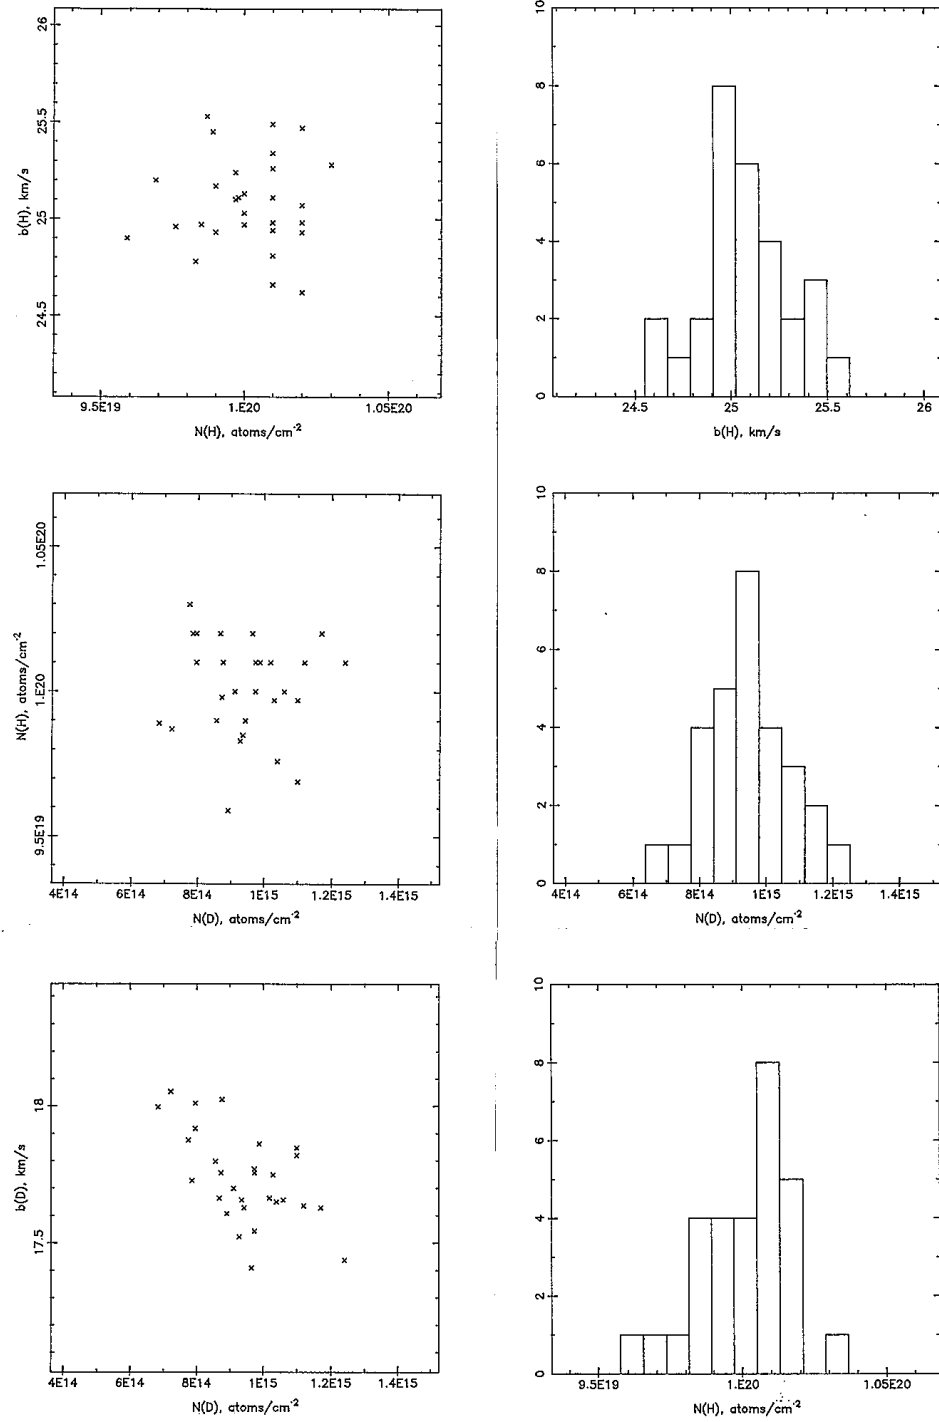 26
25.5
25
24.5
b(H), km/s
9.5E19 1.E20 1.05E20
N(H), atoms/cm-2
10
8
6
4
2
0
24.5 25 25.5 26
b(H), km/s
1.05E20
1.E20
9.5E19
N(H), atoms/cm-2
4E14 6E14 8E14 1E15 1.2E15 1.4E15
N(D), atoms/cm-2
10
8
6
4
2
0
4E14 6E14 8E14 1E15 1.2E15 1.4E15
N(D), atoms/cm-2
18
17.5
b(D), km/s
4E14 6E14 8E14 1E15 1.2E15 1.4E15
N(D), atoms/cm-2
10
8
6
4
2
0
9.5E19 1.E20 1.05E20
N(H), atoms/cm-2